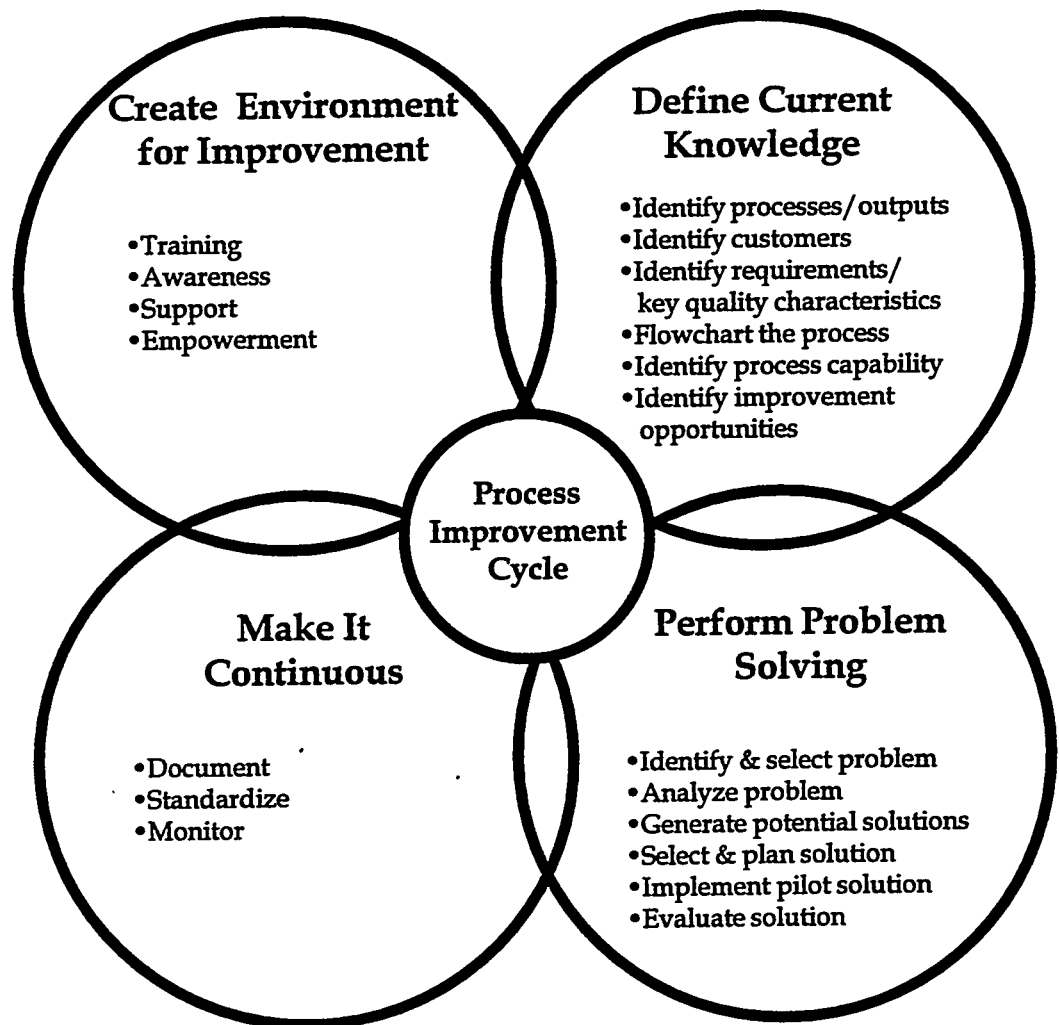 Create Environment
for Improvement
•Training
•Awareness
•Support
•Empowerment
Define Current
Knowledge
•Identify processes/outputs
•Identify customers
•Identify requirements/
key quality characteristics
•Flowchart the process
•Identify process capability
•Identify improvement
opportunities
Process
Improvement
Cycle
Make It
Continuous
•Document
•Standardize
•Monitor
Perform Problem
Solving
•Identify & select problem
•Analyze problem
•Generate potential solutions
•Select & plan solution
•Implement pilot solution
•Evaluate solution